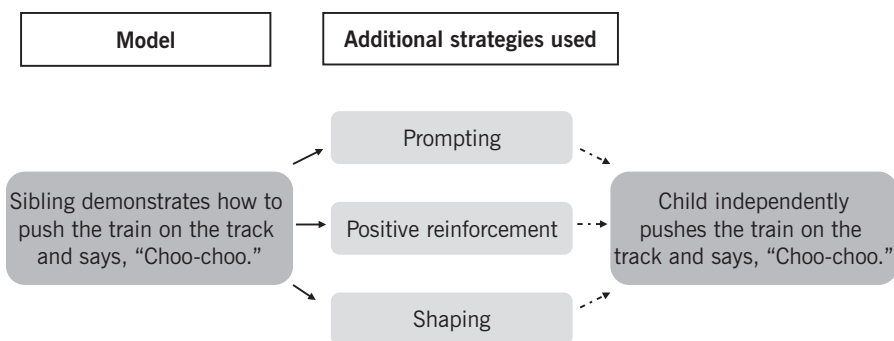 Model
Additional strategies used
Prompting
Sibling demonstrates how to
push the train on the track
and says, “Choo-choo.”
Positive reinforcement
Child independently
pushes the train on the
track and says, “Choo-choo.”
Shaping